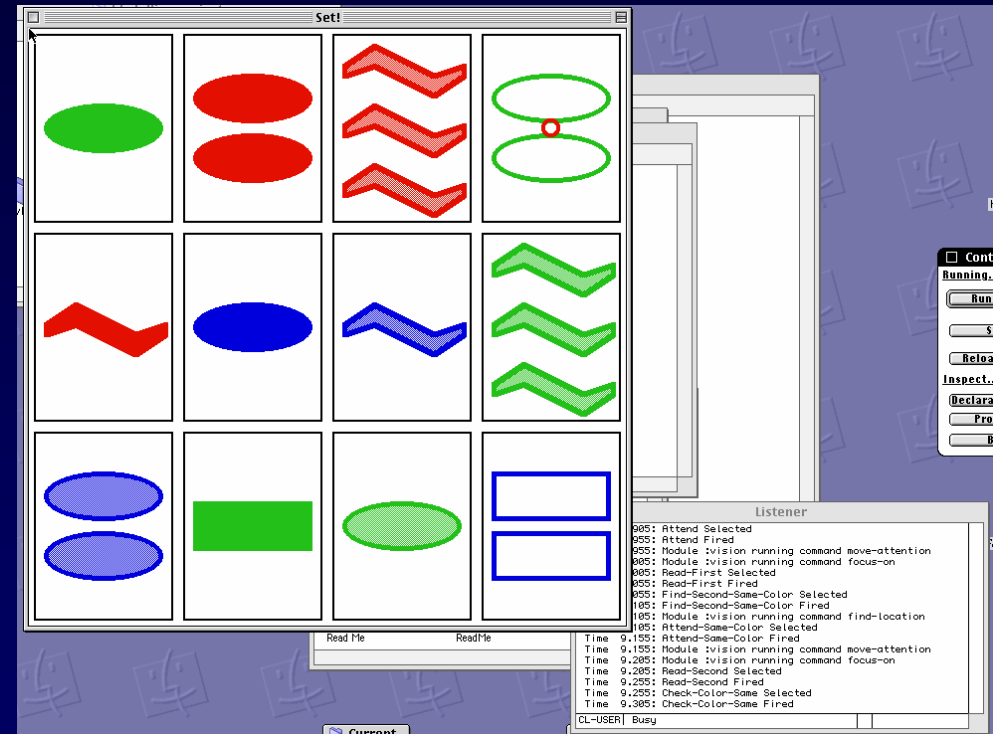 Set!
Cont
Running.
Run
S
Reloa
Inspect..
Declara
Pro
B
Listener
905: Attend Selected
955: Attend Fired
955: Module :vision running command move-attention
005: Module :vision running command focus-on
005: Read-First Selected
055: Read-First Fired
055: Find-Second-Same-Color Selected
105: Find-Second-Same-Color Fired
105: Module :vision running command find-location
105: Attend-Same-Color Selected
Time 9.155: Attend-Same-Color Fired
Time 9.155: Module :vision running command move-attention
Time 9.205: Module :vision running command focus-on
Time 9.205: Read-Second Selected
Time 9.255: Read-Second Fired
Time 9.255: Check-Color-Same Selected
Time 9.305: Check-Color-Same Fired
CL-USER| Busy
Read Me ReadMe
Current